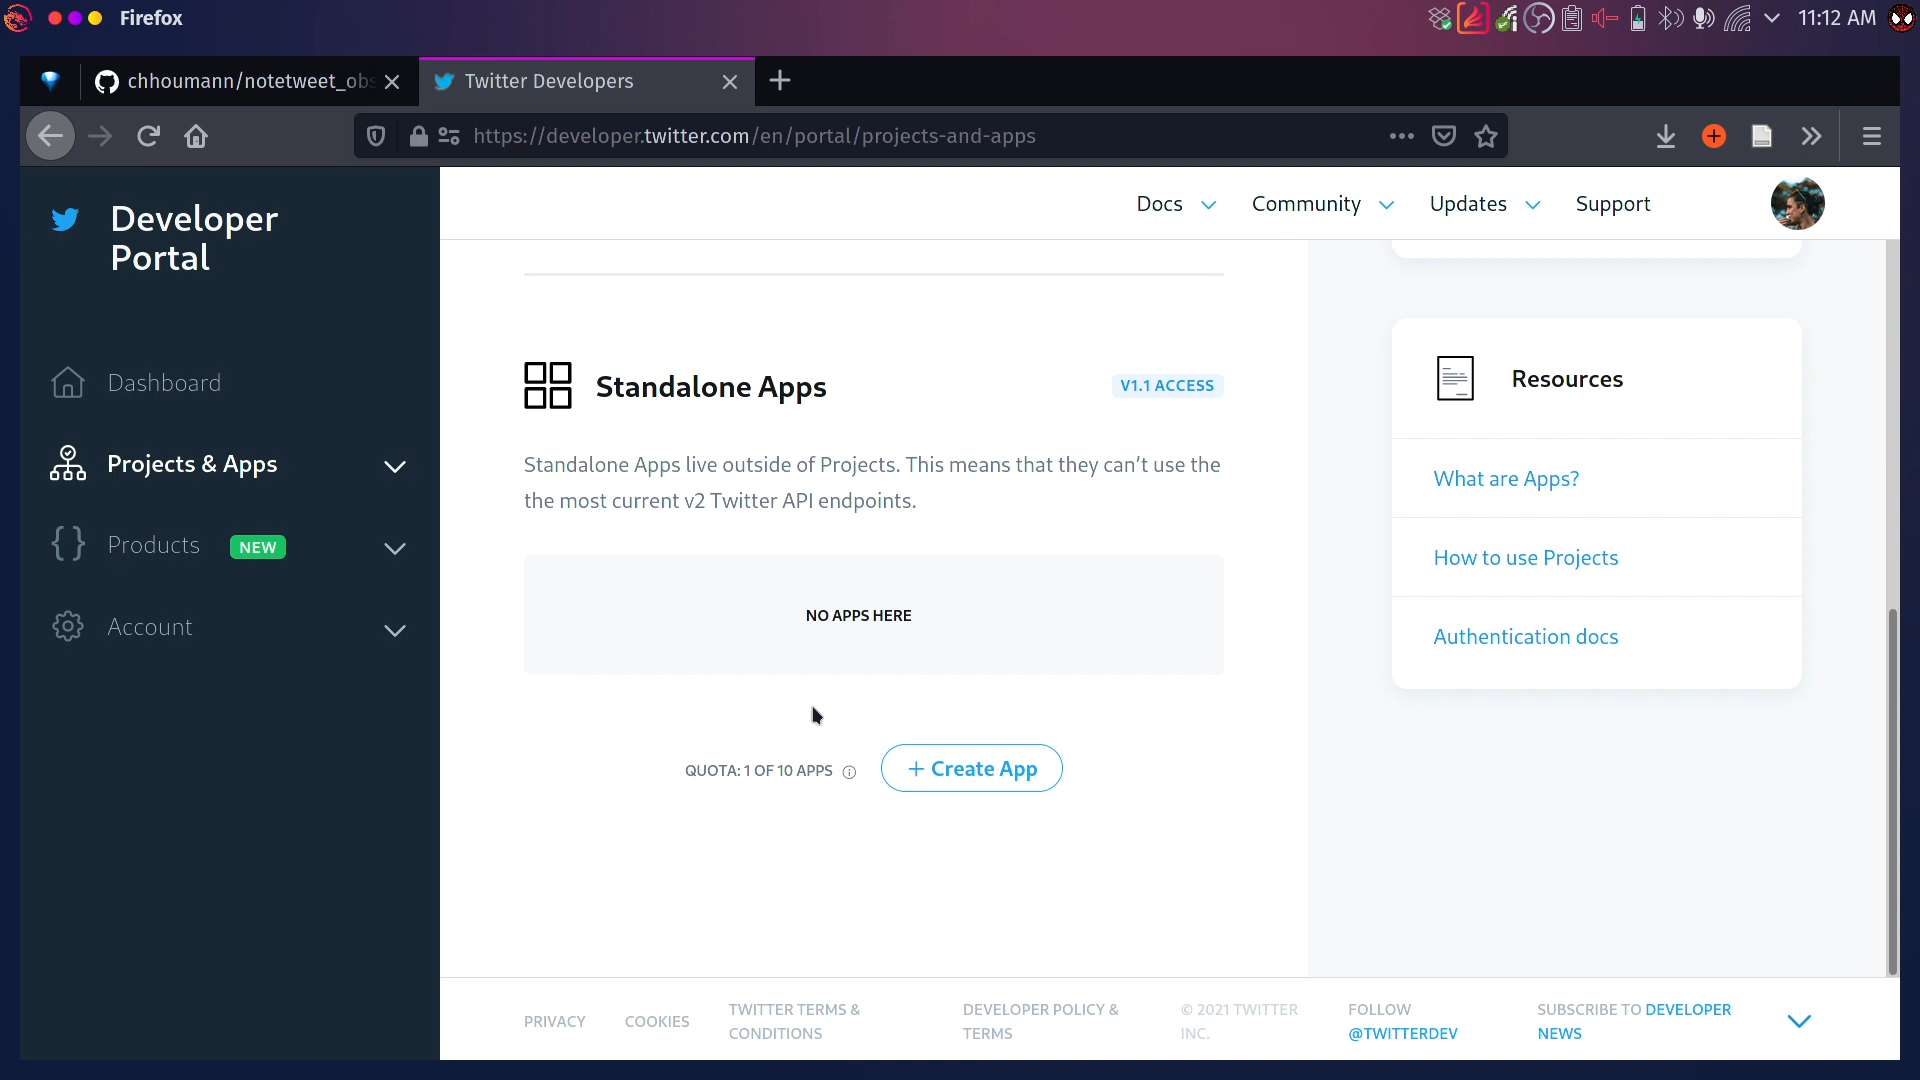 Firefox
11:12 AM
chhoumann/notetweet_obs
Twitter Developers
https://developer.twitter.com/en/portal/projects-and-apps
Developer
Portal
Docs
Community
Updates
Support
Dashboard
Projects & Apps
Products
NEW
Account
Standalone Apps
V1.1 ACCESS
Standalone Apps live outside of Projects. This means that they can’t use the
the most current v2 Twitter API endpoints.
NO APPS HERE
QUOTA: 1 OF 10 APPS
+ Create App
Resources
What are Apps?
How to use Projects
Authentication docs
PRIVACY
COOKIES
TWITTER TERMS &
CONDITIONS
DEVELOPER POLICY &
TERMS
© 2021 TWITTER
INC.
FOLLOW
@TWITTERDEV
SUBSCRIBE TO DEVELOPER
NEWS